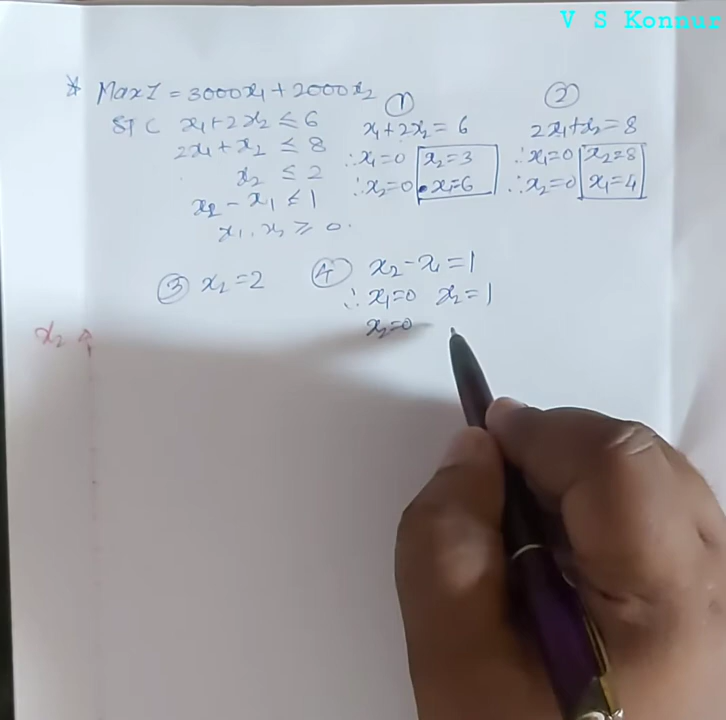 V S Konnur
* Max Z = 3000x₁ + 2000x₂
STC x₁ + 2x₂ ≤ 6
2x₁ + x₂ ≤ 8
x₂ ≤ 2
x₂ - x₁ ≤ 1
x₁, x₂ ≥ 0.
①
x₁ + 2x₂ = 6
∴ x₁ = 0 x₂ = 3
∴ x₂ = 0 x₁ = 6
②
2x₁ + x₂ = 8
∴ x₁ = 0 x₂ = 8
∴ x₂ = 0 x₁ = 4
③ x₂ = 2
④ x₂ - x₁ = 1
∴ x₁ = 0 x₂ = 1
x₂ = 0
x₂